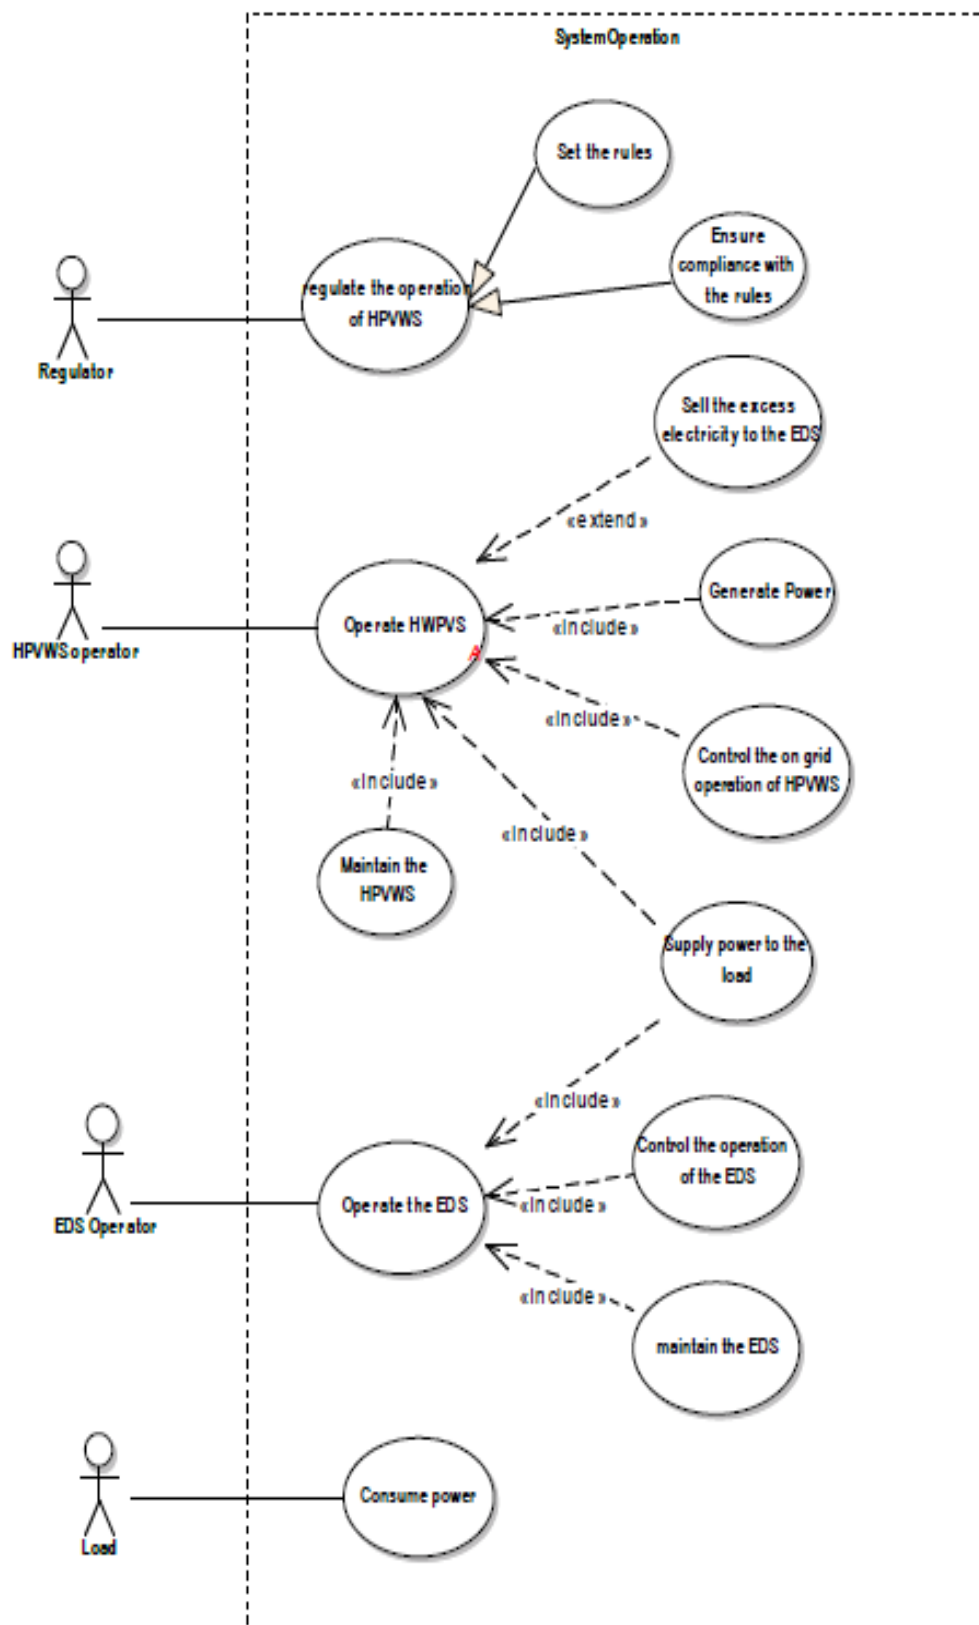 SystemOperation
Set the rules
Ensure
compliance with
the rules
regulate the operation
of HPVWS
Regulator
Sell the excess
electricity to the EDS
«extend»
Generate Power
«include»
Operate HWPVS
HPVWS operator
«include»
Control the on grid
operation of HPVWS
«include»
«include»
Maintain the
HPVWS
Supply power to the
load
«include»
Control the operation
of the EDS
Operate the EDS
«include»
EDS Operator
«include»
maintain the EDS
Consume power
Load